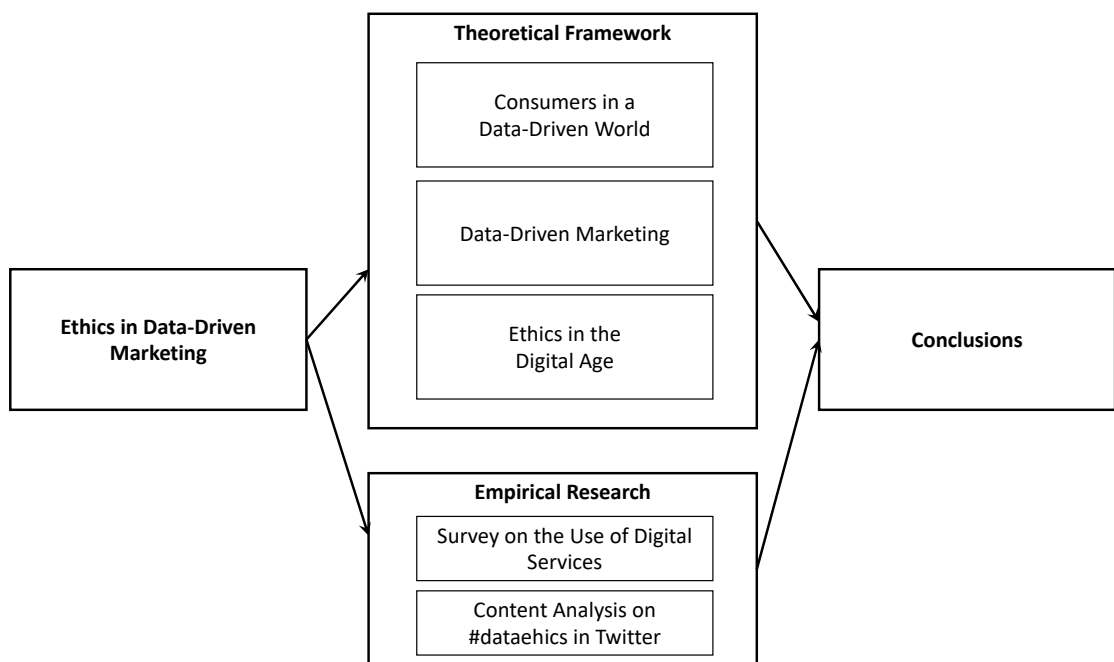 Theoretical Framework
Consumers in a
Data-Driven World
Data-Driven Marketing
Ethics in the
Digital Age
Ethics in Data-Driven
Marketing
Conclusions
Empirical Research
Survey on the Use of Digital
Services
Content Analysis on
#dataehics in Twitter